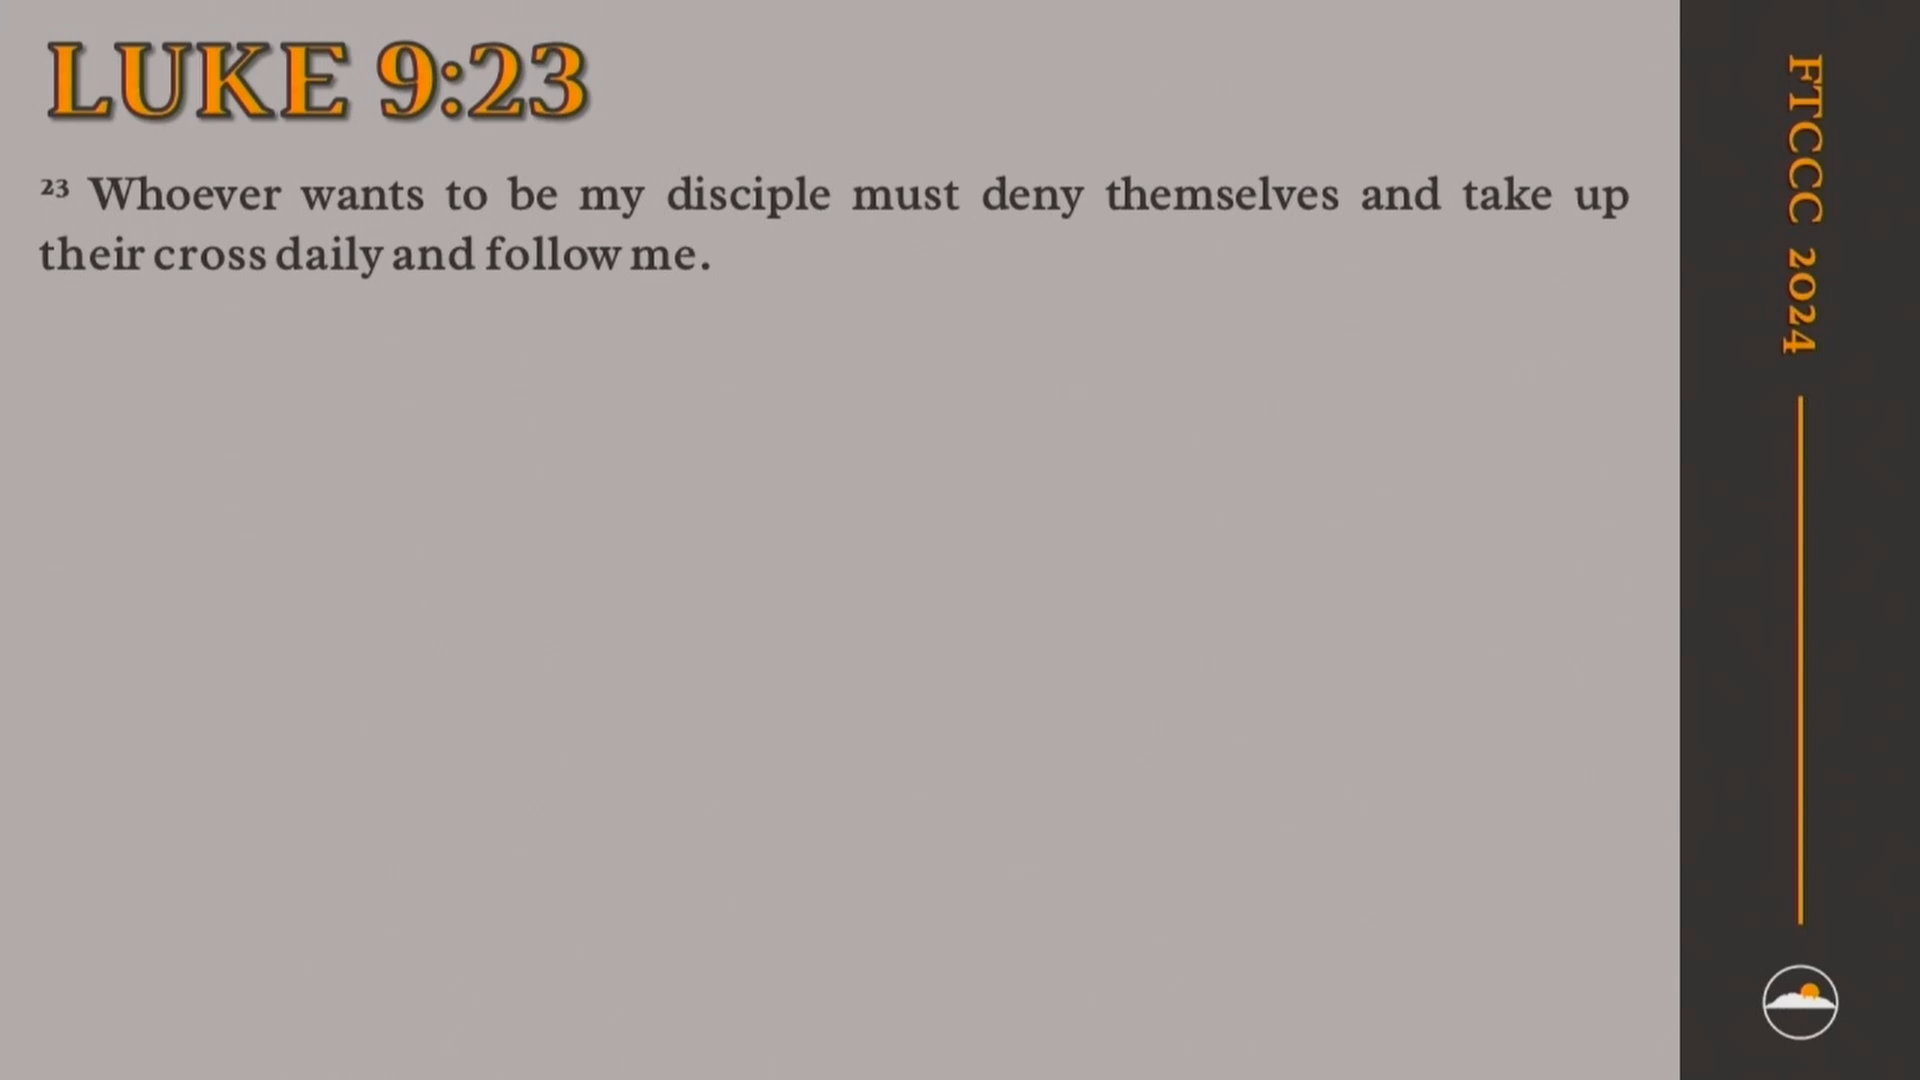 LUKE 9:23
²³ Whoever wants to be my disciple must deny themselves and take up
their cross daily and follow me.
FTCCC 2024